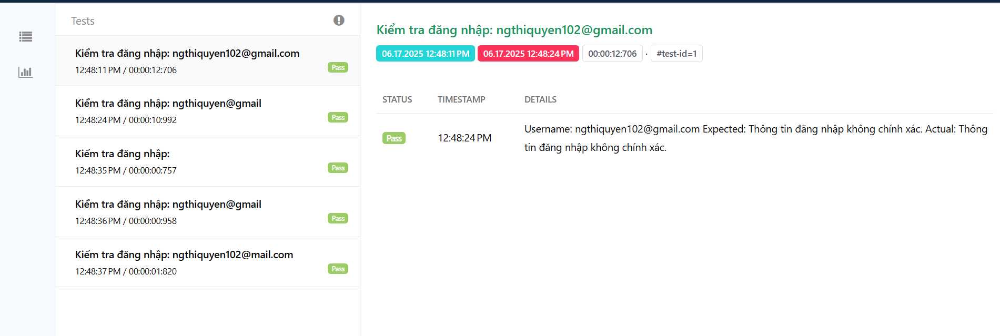 Tests
Kiểm tra đăng nhập: ngthiquyen102@gmail.com
12:48:11 PM / 00:00:12:706
Pass
Kiểm tra đăng nhập: ngthiquyen@gmail
12:48:24 PM / 00:00:10:992
Pass
Kiểm tra đăng nhập:
12:48:35 PM / 00:00:00:757
Pass
Kiểm tra đăng nhập: ngthiquyen@gmail
12:48:36 PM / 00:00:00:958
Pass
Kiểm tra đăng nhập: ngthiquyen102@mail.com
12:48:37 PM / 00:00:01:820
Pass
Kiểm tra đăng nhập: ngthiquyen102@gmail.com
06.17.2025 12:48:11 PM 06.17.2025 12:48:24 PM 00:00:12:706 · #test-id=1
STATUS TIMESTAMP DETAILS
Pass 12:48:24 PM Username: ngthiquyen102@gmail.com Expected: Thông tin đăng nhập không chính xác. Actual: Thông
tin đăng nhập không chính xác.